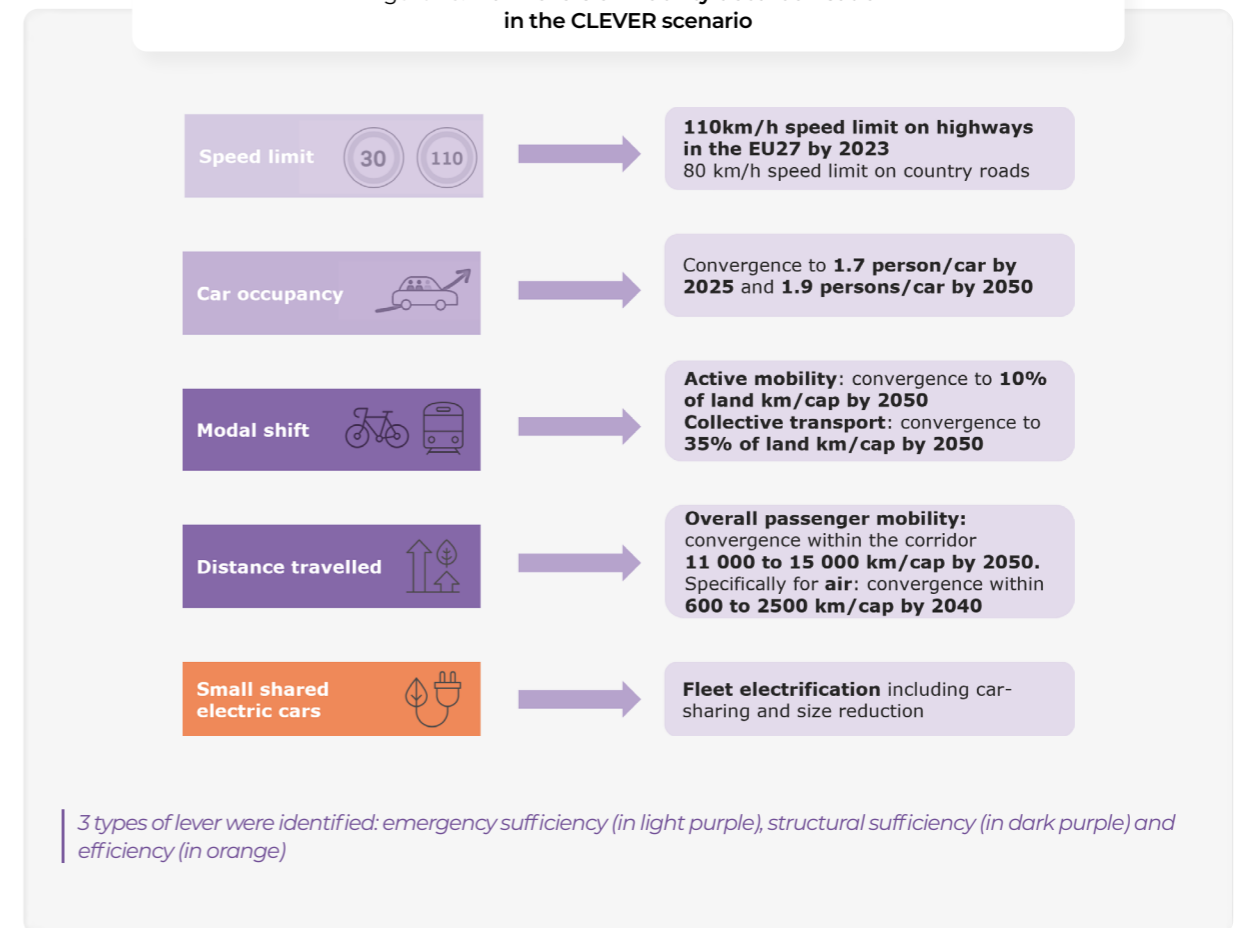 in the CLEVER scenario
Speed limit
30
110
110km/h speed limit on highways
in the EU27 by 2023
80 km/h speed limit on country roads
Car occupancy
Convergence to 1.7 person/car by
2025 and 1.9 persons/car by 2050
Modal shift
Active mobility: convergence to 10%
of land km/cap by 2050
Collective transport: convergence to
35% of land km/cap by 2050
Distance travelled
Overall passenger mobility:
convergence within the corridor
11 000 to 15 000 km/cap by 2050.
Specifically for air: convergence within
600 to 2500 km/cap by 2040
Small shared
electric cars
Fleet electrification including car-
sharing and size reduction
3 types of lever were identified: emergency sufficiency (in light purple), structural sufficiency (in dark purple) and
efficiency (in orange)